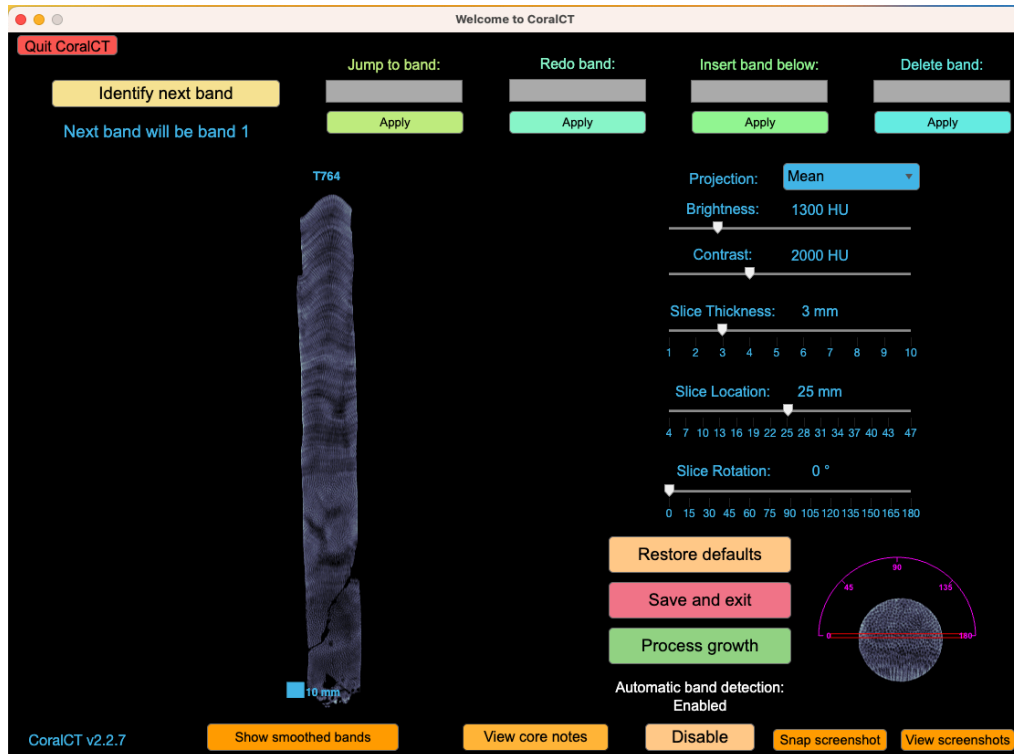 Welcome to CoralCT
Quit CoralCT
Jump to band:
Redo band:
Insert band below:
Delete band:
Identify next band
Apply
Apply
Apply
Apply
Next band will be band 1
T764
Projection: Mean
Brightness: 1300 HU
Contrast: 2000 HU
Slice Thickness: 3 mm
1 2 3 4 5 6 7 8 9 10
Slice Location: 25 mm
4 7 10 13 16 19 22 25 28 31 34 37 40 43 47
Slice Rotation: 0 °
0 15 30 45 60 75 90 105 120 135 150 165 180
Restore defaults
Save and exit
Process growth
0 45 90 135 180
10 mm
Automatic band detection:
Enabled
CoralCT v2.2.7
Show smoothed bands
View core notes
Disable
Snap screenshot
View screenshots